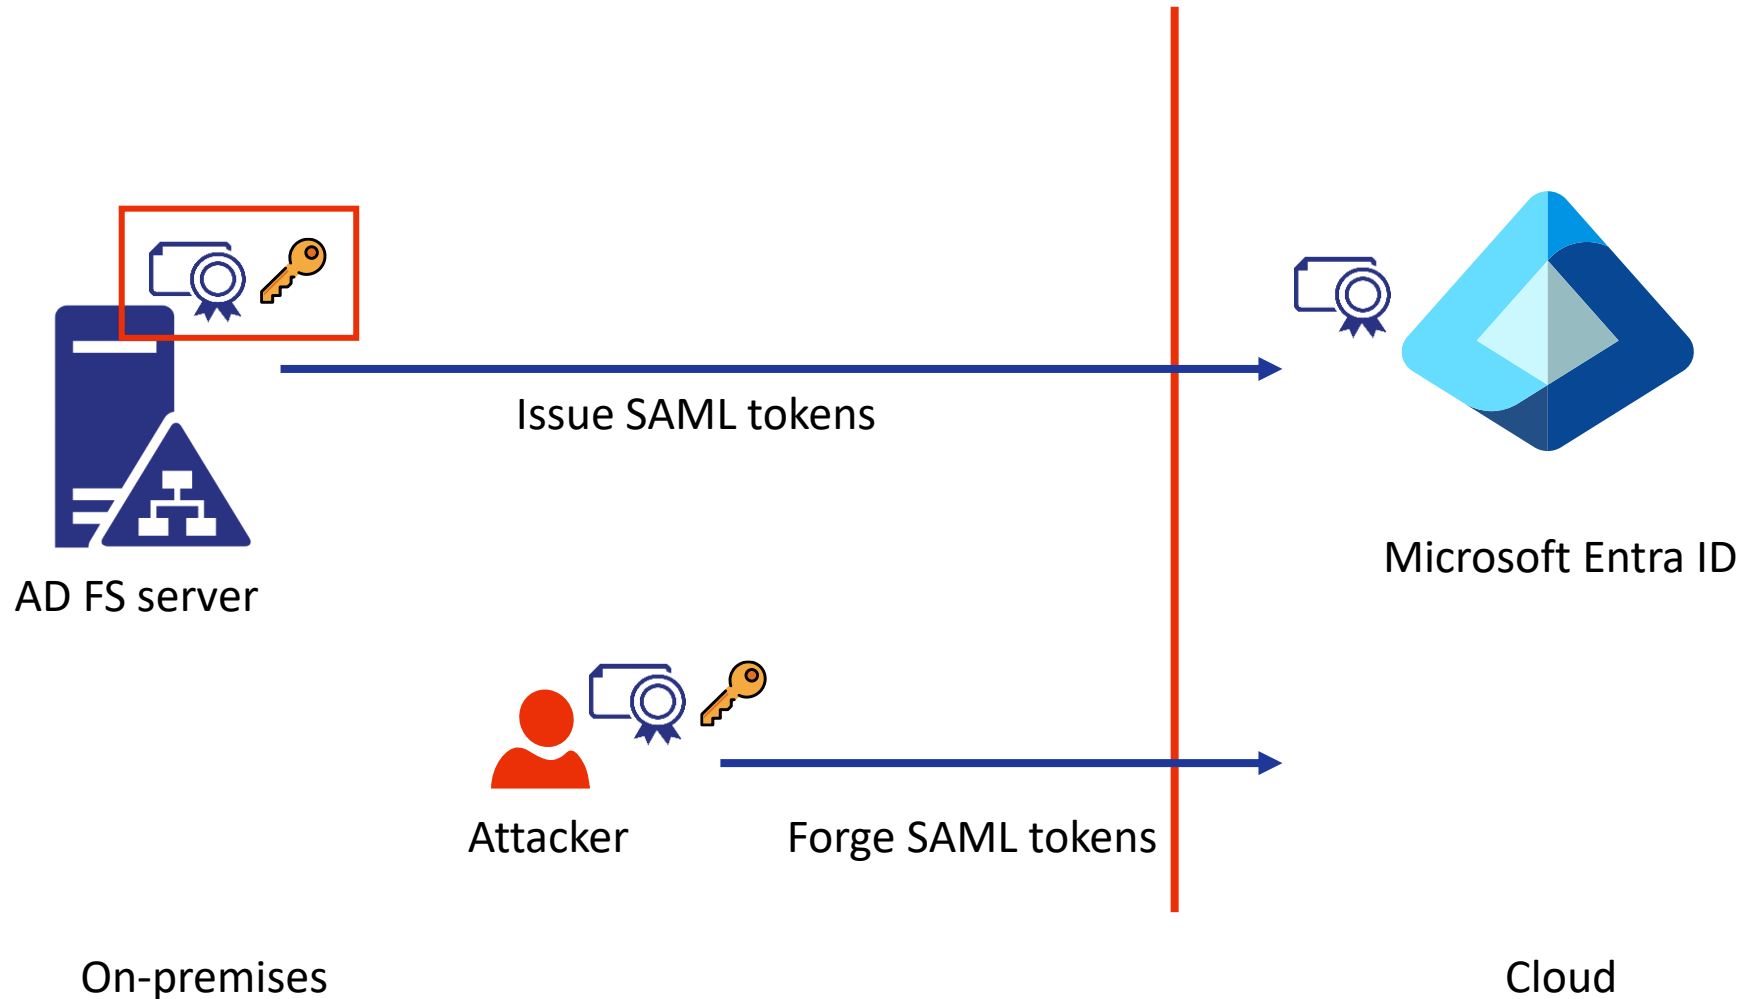 Issue SAML tokens
Microsoft Entra ID
AD FS server
Attacker
Forge SAML tokens
On-premises
Cloud